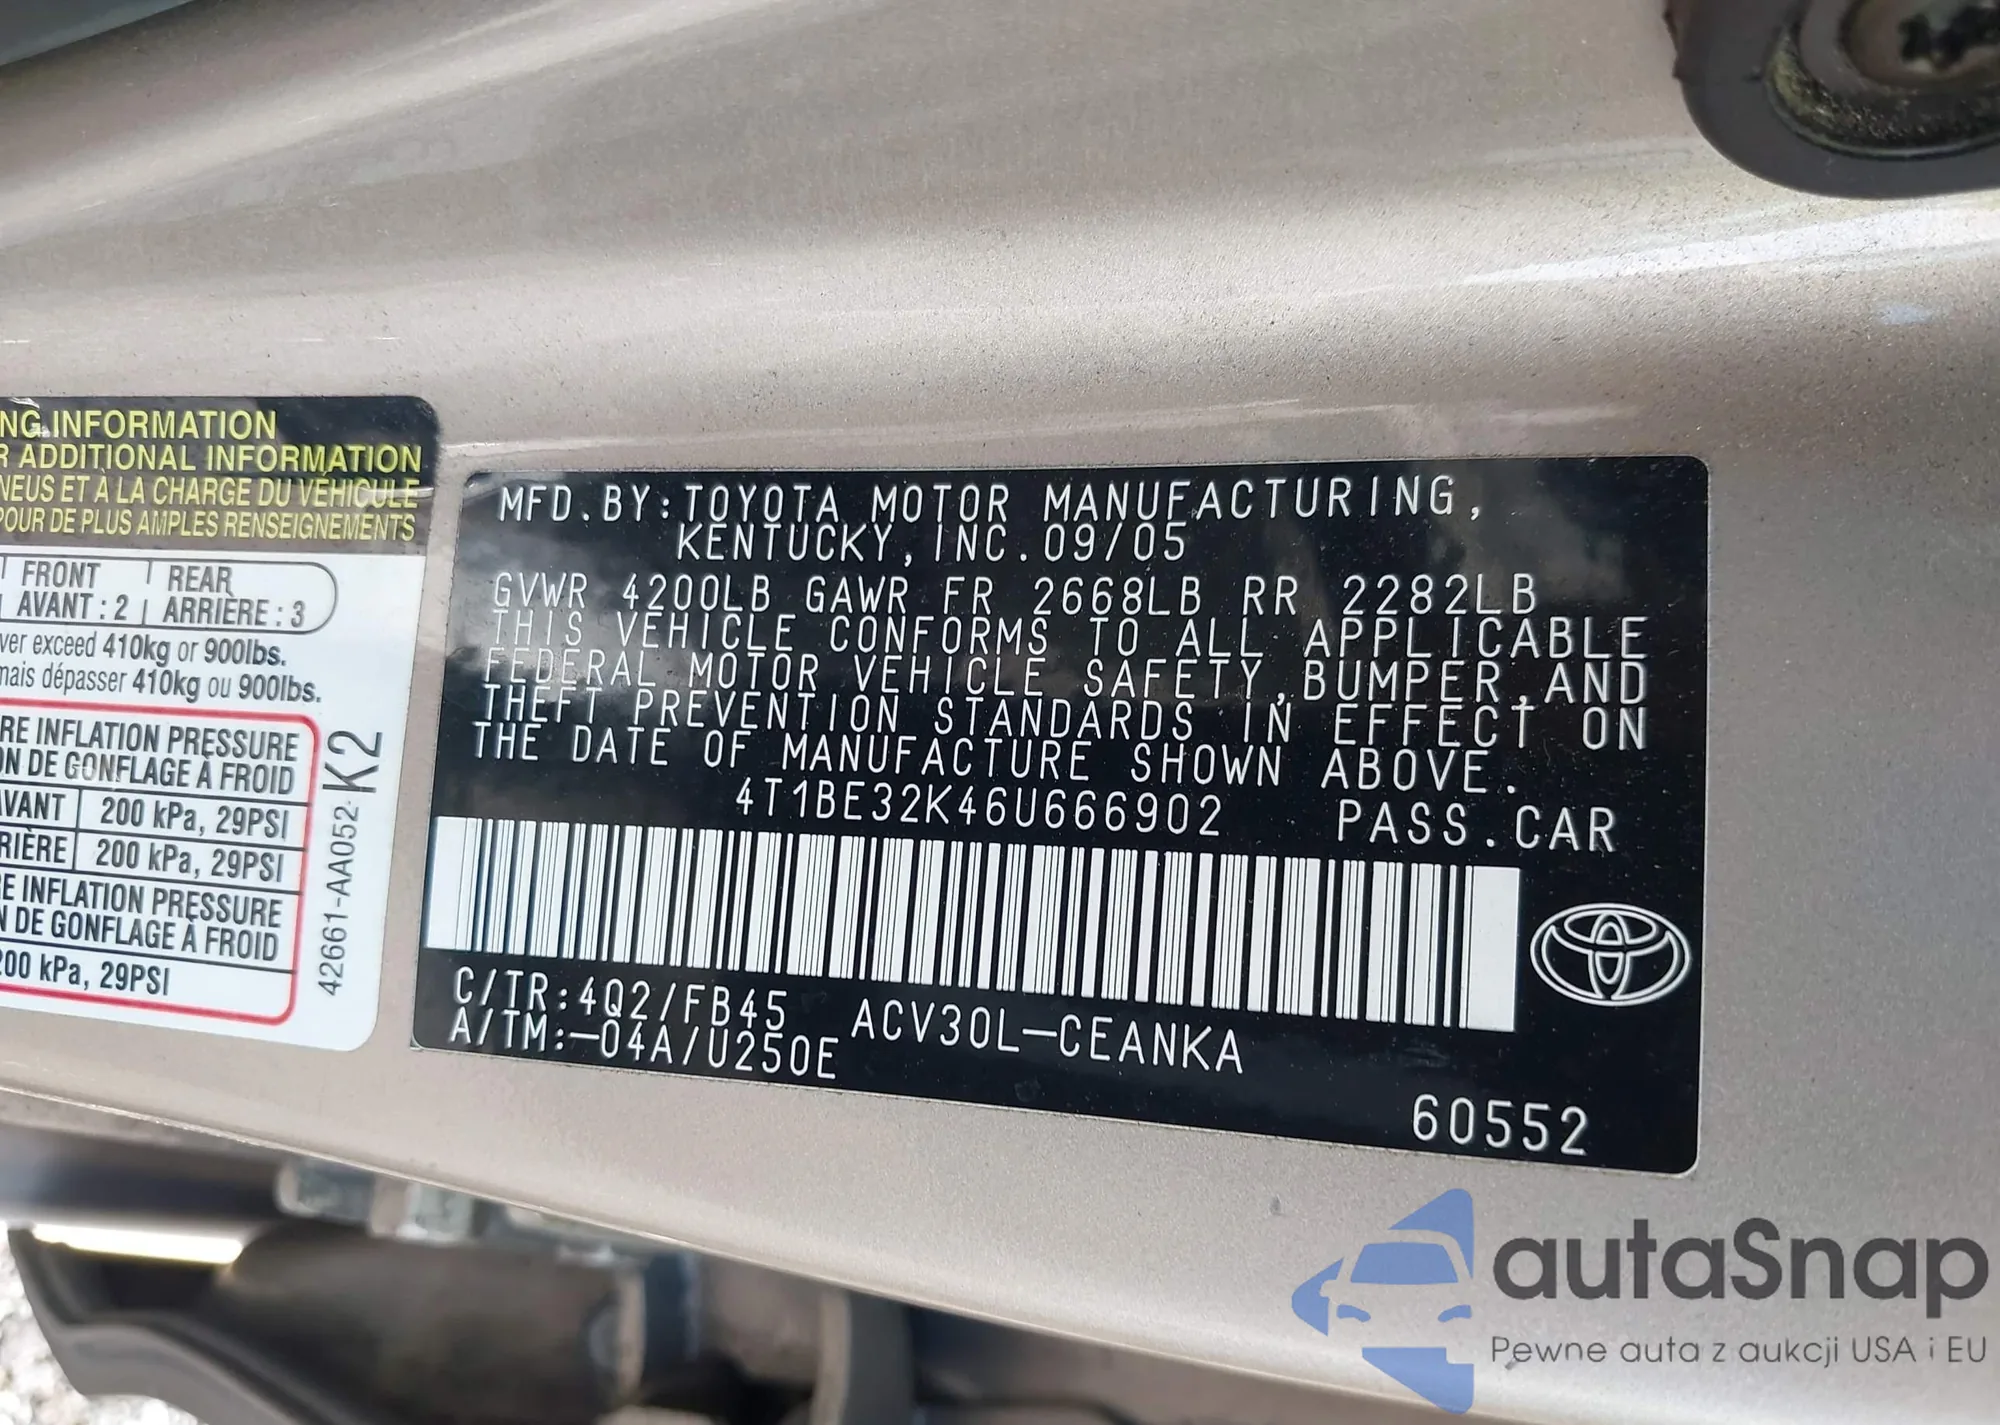 NG INFORMATION
R ADDITIONAL INFORMATION
NEUS ET À LA CHARGE DU VÉHICULE
POUR DE PLUS AMPLES RENSEIGNEMENTS
FRONT
AVANT : 2
REAR
ARRIÈRE : 3
ver exceed 410kg or 900lbs.
mais dépasser 410kg ou 900lbs.
RE INFLATION PRESSURE
ON DE GONFLAGE À FROID
AVANT 200 kPa, 29PSI
RIÈRE 200 kPa, 29PSI
RE INFLATION PRESSURE
N DE GONFLAGE À FROID
200 kPa, 29PSI
42661-AA052 K2
MFD.BY:TOYOTA MOTOR MANUFACTURING,
KENTUCKY,INC.09/05
GVWR 4200LB GAWR FR 2668LB RR 2282LB
THIS VEHICLE CONFORMS TO ALL APPLICABLE
FEDERAL MOTOR VEHICLE SAFETY,BUMPER,AND
THEFT PREVENTION STANDARDS IN EFFECT ON
THE DATE OF MANUFACTURE SHOWN ABOVE.
4T1BE32K46U666902 PASS.CAR
C/TR:4Q2/FB45 ACV30L-CEANKA
A/TM:-04A/U250E
60552
autaSnap
Pewne auta z aukcji USA i EU